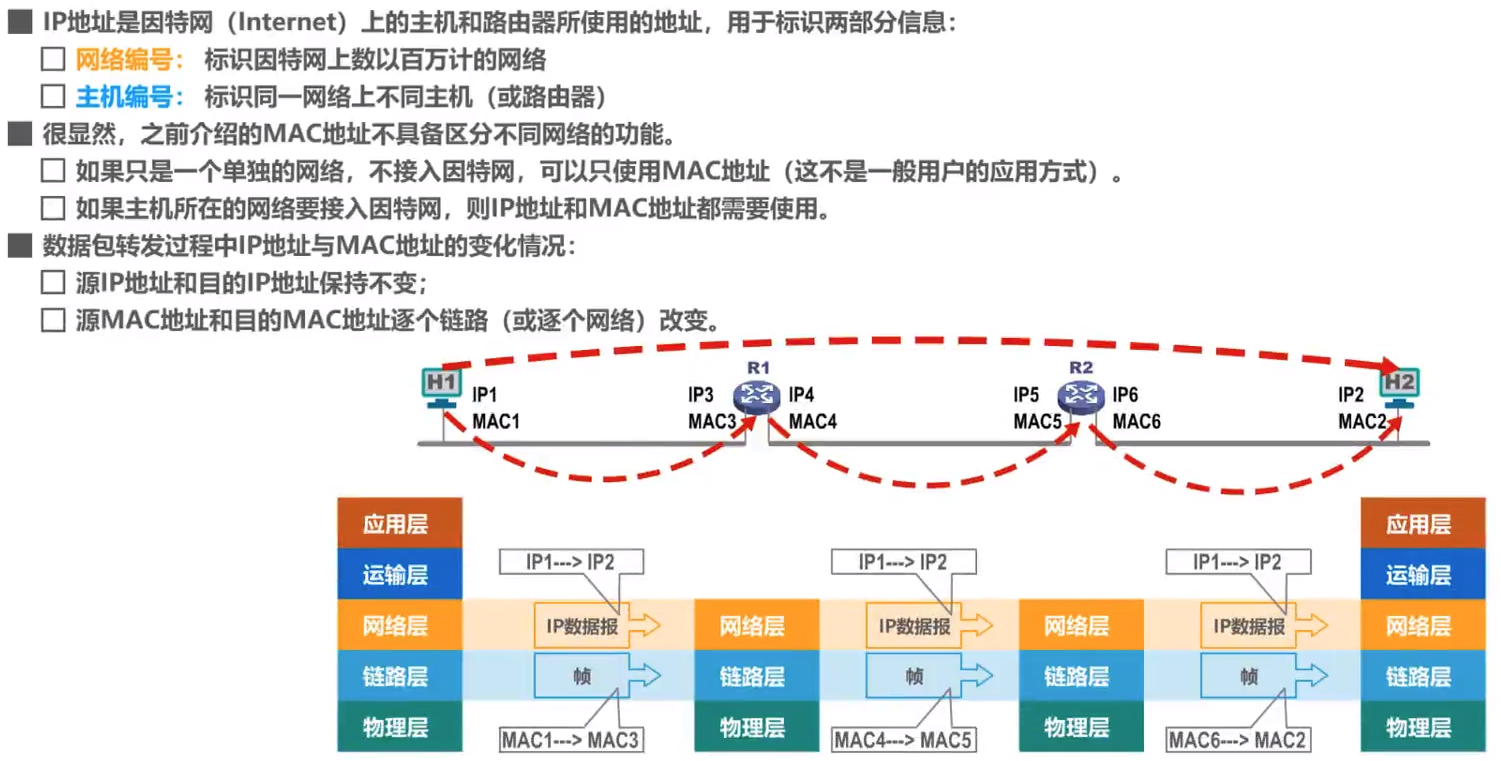 IP地址是因特网（Internet）上的主机和路由器所使用的地址，用于标识两部分信息：
网络编号： 标识因特网上数以百万计的网络
主机编号： 标识同一网络上不同主机（或路由器）
很显然，之前介绍的MAC地址不具备区分不同网络的功能。
如果只是一个单独的网络，不接入因特网，可以只使用MAC地址（这不是一般用户的应用方式）。
如果主机所在的网络要接入因特网，则IP地址和MAC地址都需要使用。
数据包转发过程中IP地址与MAC地址的变化情况：
源IP地址和目的IP地址保持不变；
源MAC地址和目的MAC地址逐个链路（或逐个网络）改变。
R1 R2
H1 IP1 IP3 IP4 IP5 IP6 IP2 H2
MAC1 MAC3 MAC4 MAC5 MAC6 MAC2
应用层 应用层
IP1---> IP2 IP1---> IP2 IP1---> IP2
运输层 运输层
网络层 IP数据报 网络层 IP数据报 网络层 IP数据报 网络层
链路层 帧 链路层 帧 链路层 帧 链路层
物理层 物理层 物理层 物理层
MAC1---> MAC3 MAC4---> MAC5 MAC6---> MAC2